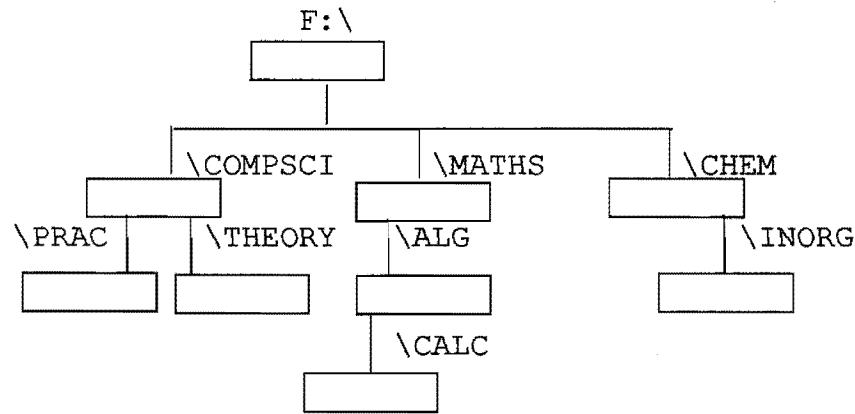 F:\
\COMPSCI \MATHS \CHEM
\PRAC \THEORY \ALG \INORG
\CALC